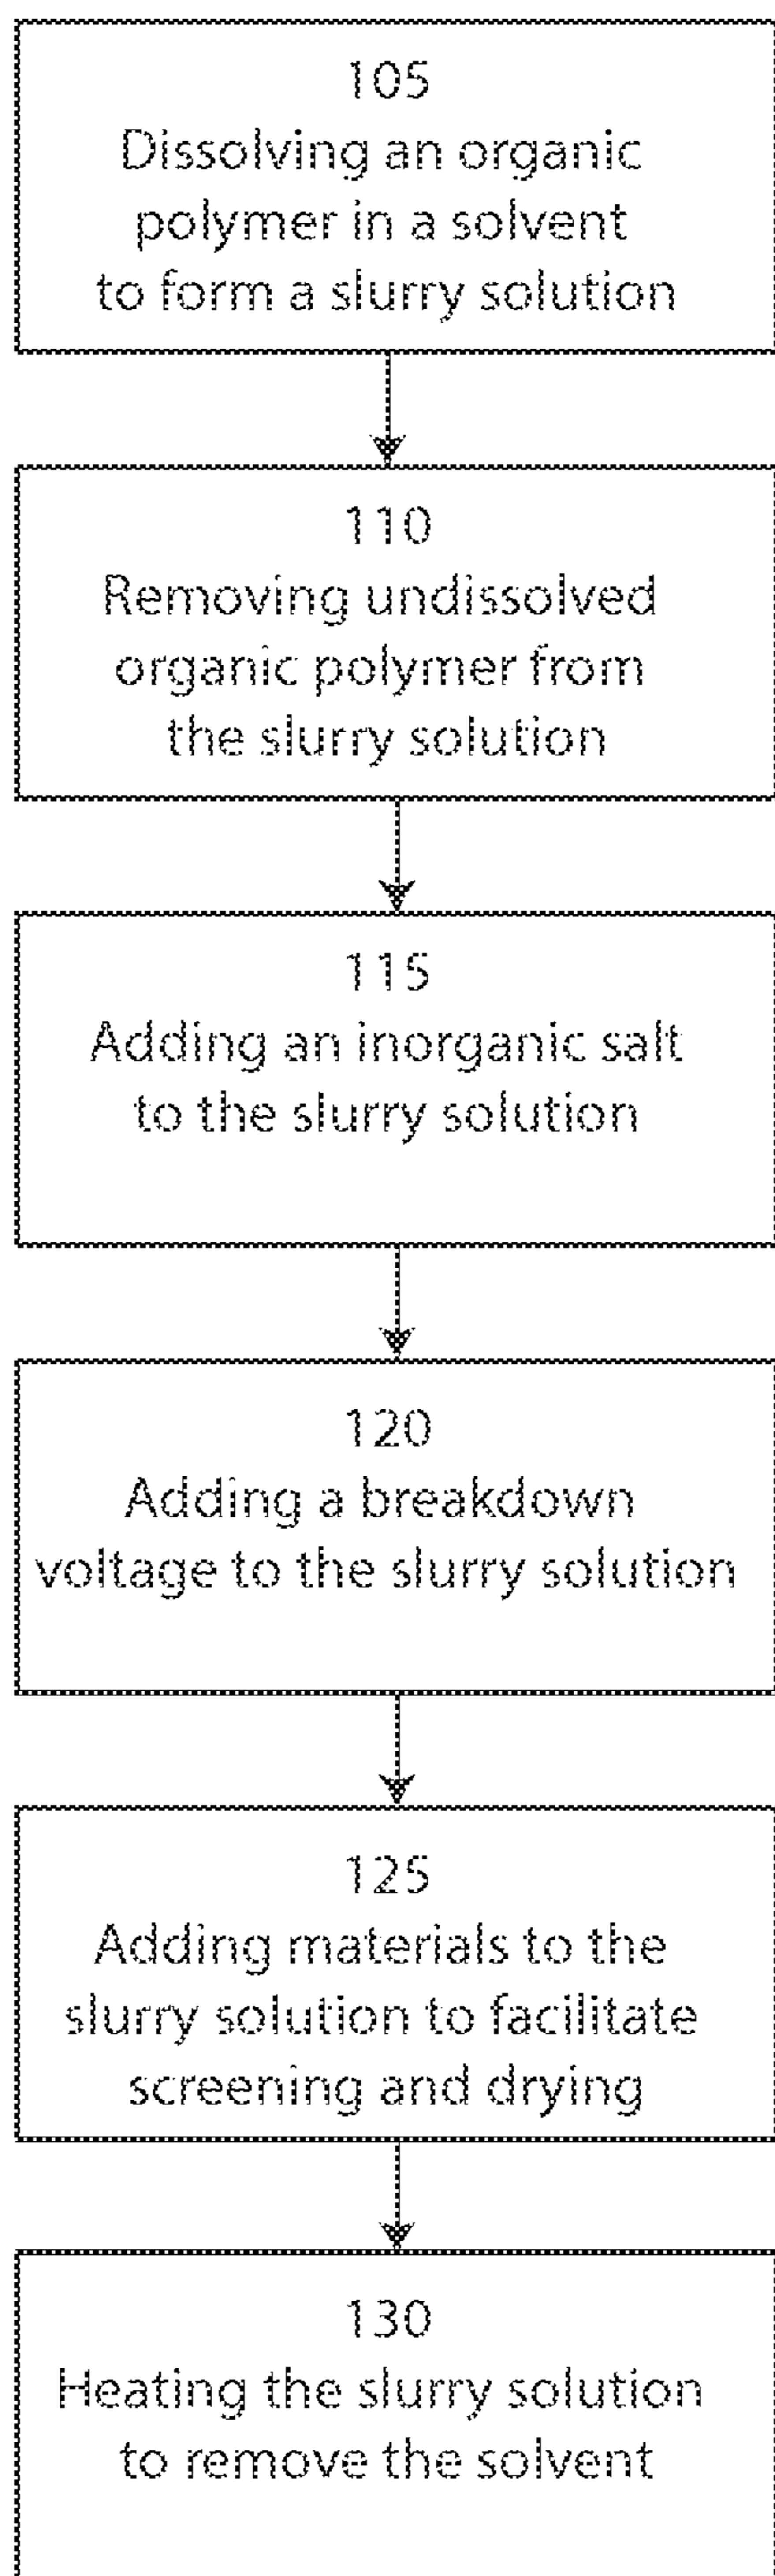 105
Dissolving an organic
polymer in a solvent
to form a slurry solution
110
Removing undissolved
organic polymer from
the slurry solution
115
Adding an inorganic salt
to the slurry solution
120
Adding a breakdown
voltage to the slurry solution
125
Adding materials to the
slurry solution to facilitate
screening and drying
130
Heating the slurry solution
to remove the solvent